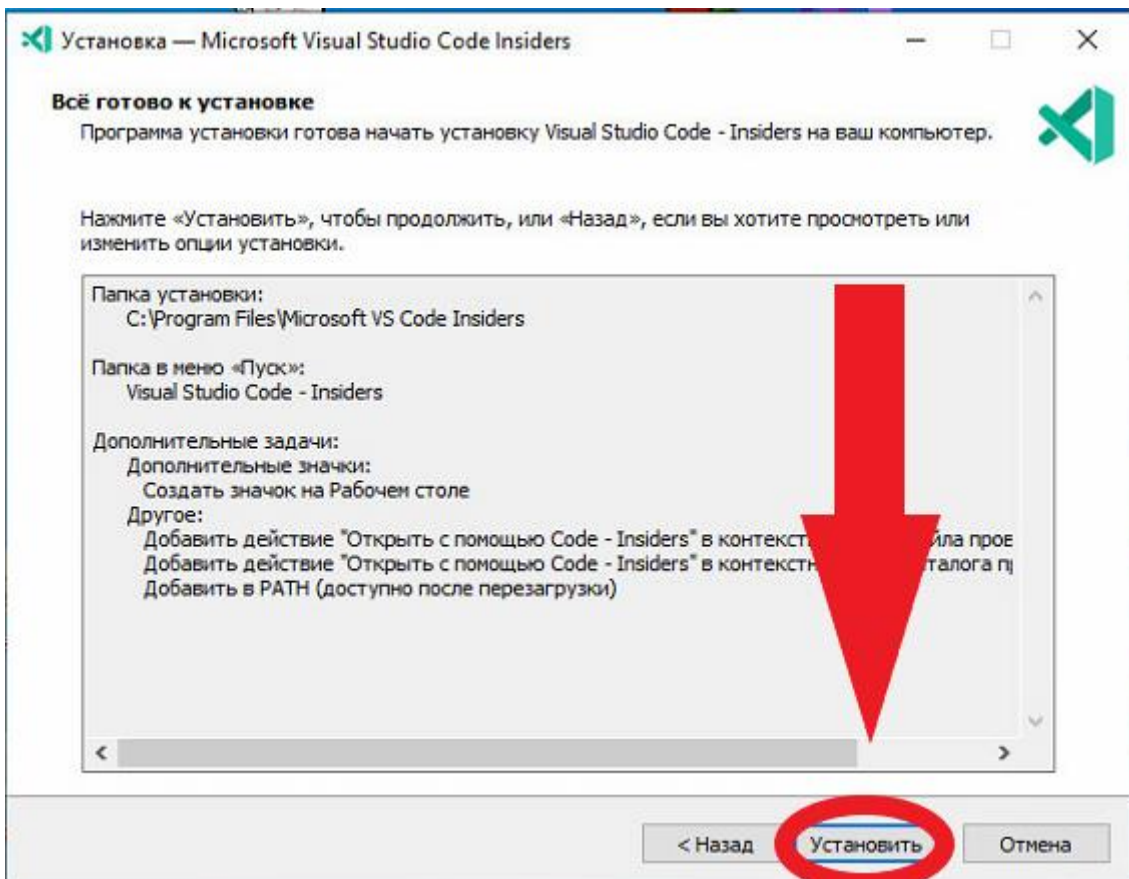 Установка — Microsoft Visual Studio Code Insiders
Всё готово к установке
Программа установки готова начать установку Visual Studio Code - Insiders на ваш компьютер.
Нажмите «Установить», чтобы продолжить, или «Назад», если вы хотите просмотреть или
изменить опции установки.
Папка установки:
C:\Program Files\Microsoft VS Code Insiders
Папка в меню «Пуск»:
Visual Studio Code - Insiders
Дополнительные задачи:
Дополнительные значки:
Создать значок на Рабочем столе
Другое:
Добавить действие "Открыть с помощью Code - Insiders" в
Добавить действие "Открыть с помощью Code - Insiders" в
Добавить в PATH (доступно после перезагрузки)
< Назад
Установить
Отмена